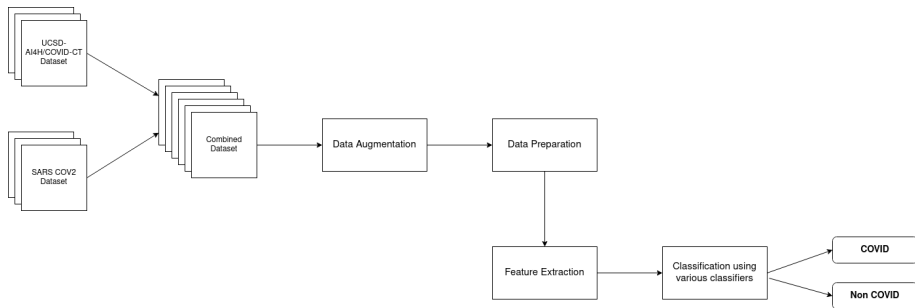 UCSD-
AI4H/COVID-CT
Dataset
SARS COV2
Dataset
Combined
Dataset
Data Augmentation
Data Preparation
Feature Extraction
Classification using
various classifiers
COVID
Non COVID